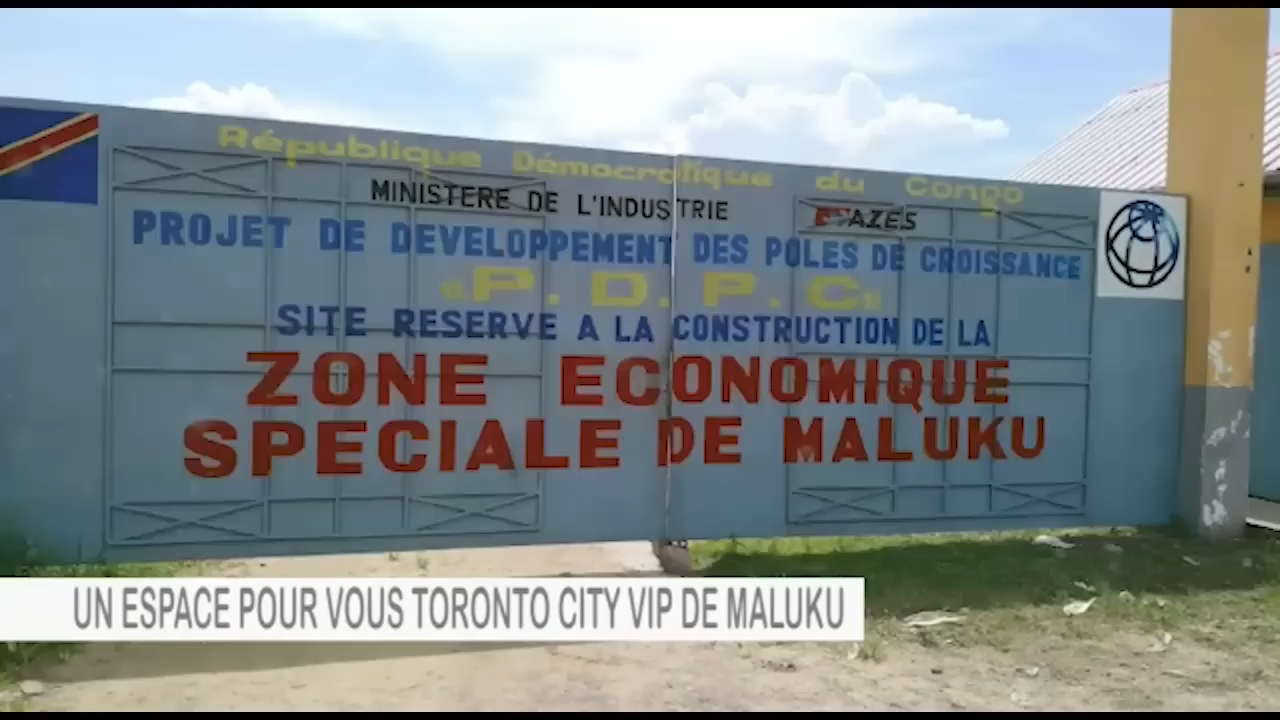 République Démocratique du Congo
MINISTERE DE L'INDUSTRIE
AZES
PROJET DE DEVELOPPEMENT DES POLES DE CROISSANCE
«P.D.P.C»
SITE RESERVE A LA CONSTRUCTION DE LA
ZONE ECONOMIQUE
SPECIALE DE MALUKU
UN ESPACE POUR VOUS TORONTO CITY VIP DE MALUKU